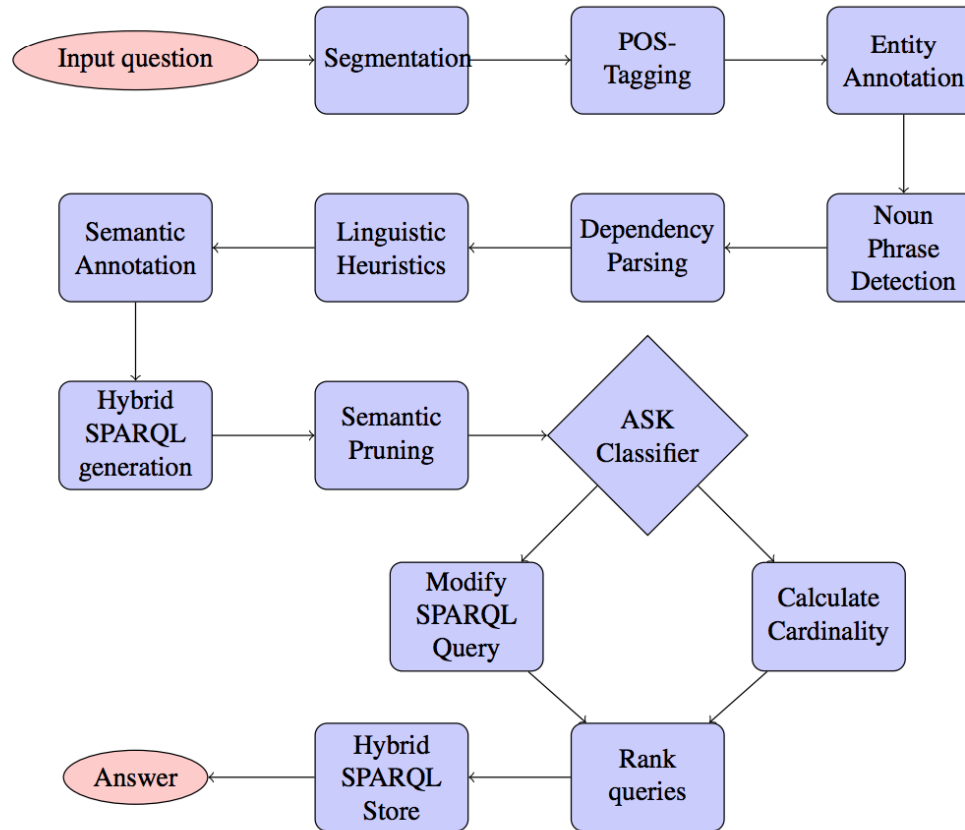 Input question
Segmentation
POS-
Tagging
Entity
Annotation
Semantic
Annotation
Linguistic
Heuristics
Dependency
Parsing
Noun
Phrase
Detection
Hybrid
SPARQL
generation
Semantic
Pruning
ASK
Classifier
Modify
SPARQL
Query
Calculate
Cardinality
Answer
Hybrid
SPARQL
Store
Rank
queries